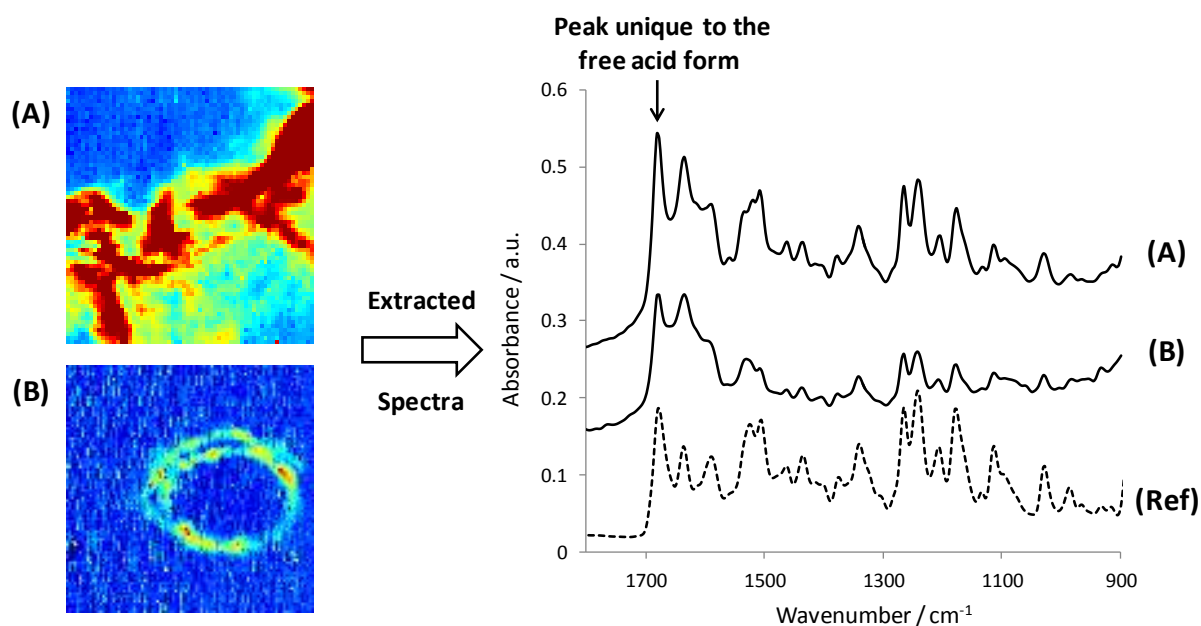 Peak unique to the
free acid form
(A)
(B)
Extracted
Spectra
Absorbance / a.u.
0.6
0.5
0.4
0.3
0.2
0.1
0
(A)
(B)
(Ref)
1700
1500
1300
1100
900
Wavenumber / cm⁻¹